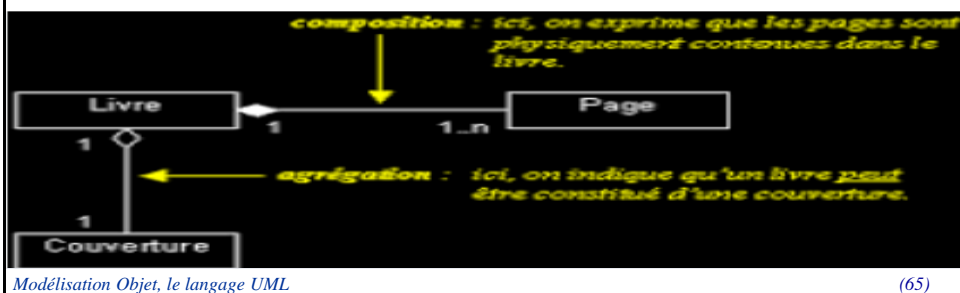 composition : ici, on exprime que les pages sont
physiquement contenues dans le
livre.
Livre
Page
1
1..n
1
agrégation : ici, on indique qu'un livre peut
être constitué d'une couverture.
1
Couverture
Modélisation Objet, le langage UML (65)